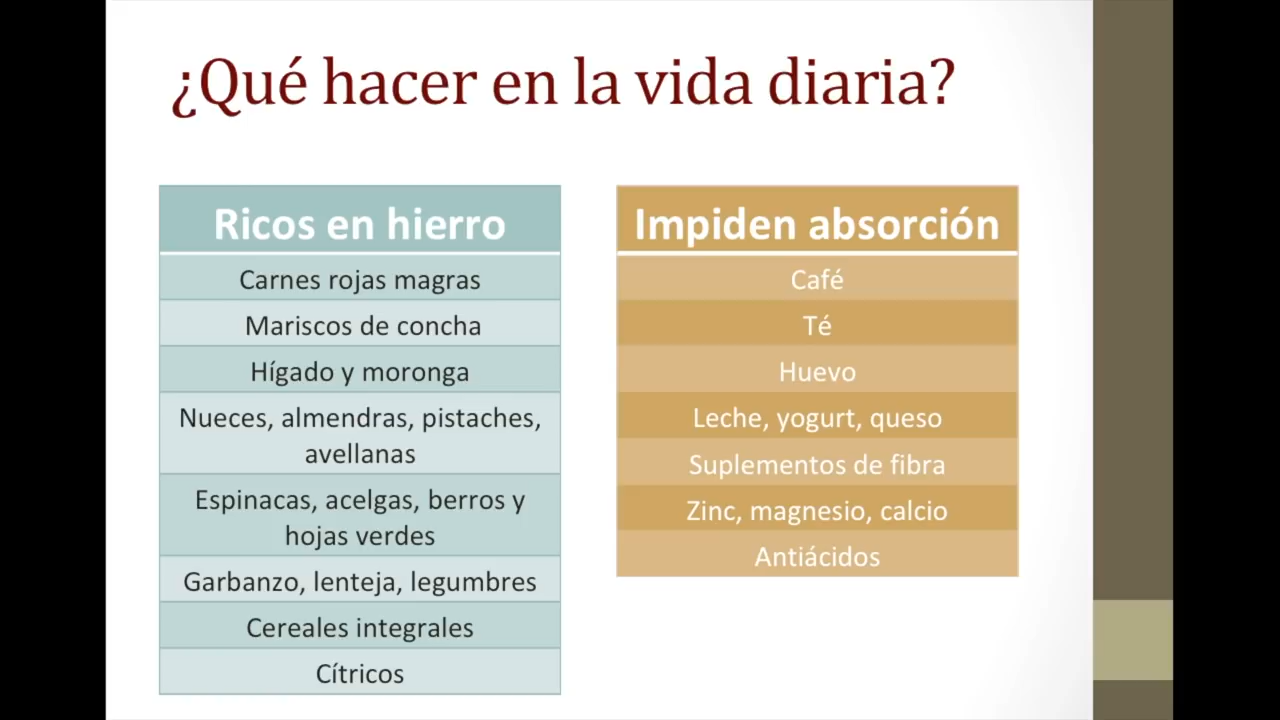 ¿Qué hacer en la vida diaria?
Ricos en hierro
Carnes rojas magras
Mariscos de concha
Hígado y moronga
Nueces, almendras, pistaches,
avellanas
Espinacas, acelgas, berros y
hojas verdes
Garbanzo, lenteja, legumbres
Cereales integrales
Cítricos
Impiden absorción
Café
Té
Huevo
Leche, yogurt, queso
Suplementos de fibra
Zinc, magnesio, calcio
Antiácidos